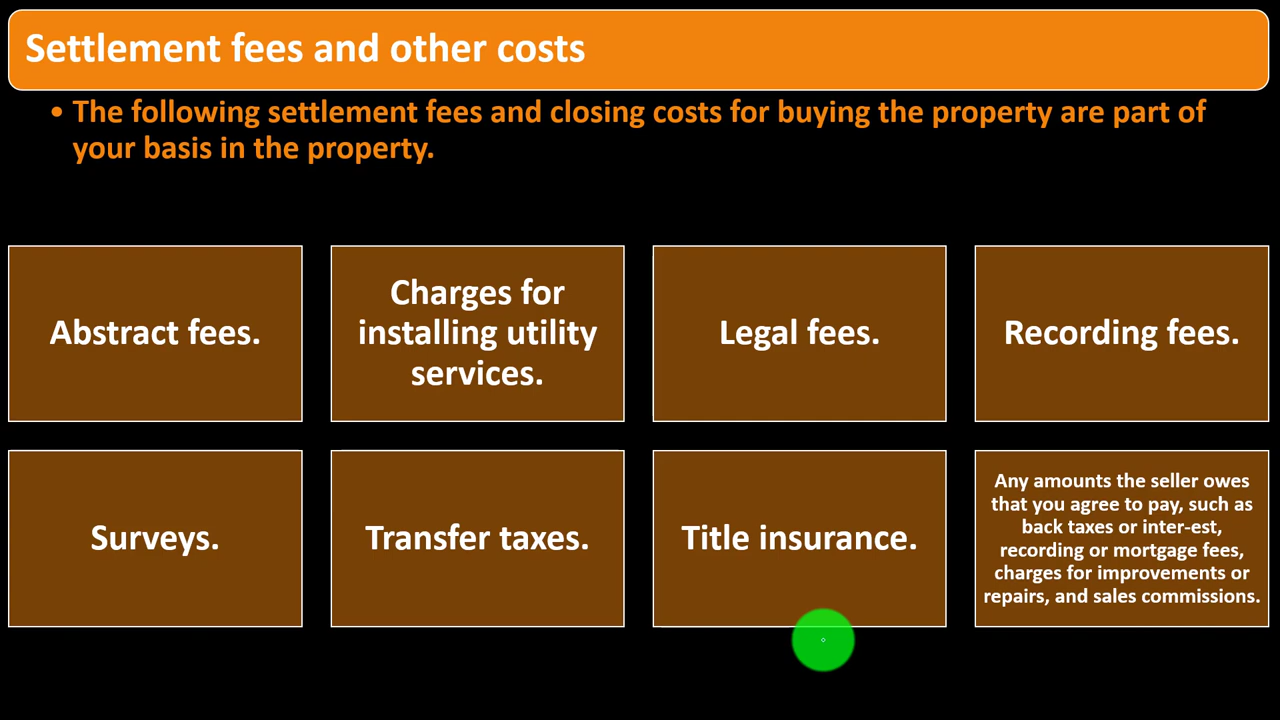 Settlement fees and other costs
• The following settlement fees and closing costs for buying the property are part of
your basis in the property.
Abstract fees.
Charges for
installing utility
services.
Legal fees.
Recording fees.
Surveys.
Transfer taxes.
Title insurance.
Any amounts the seller owes
that you agree to pay, such as
back taxes or inter-est,
recording or mortgage fees,
charges for improvements or
repairs, and sales commissions.